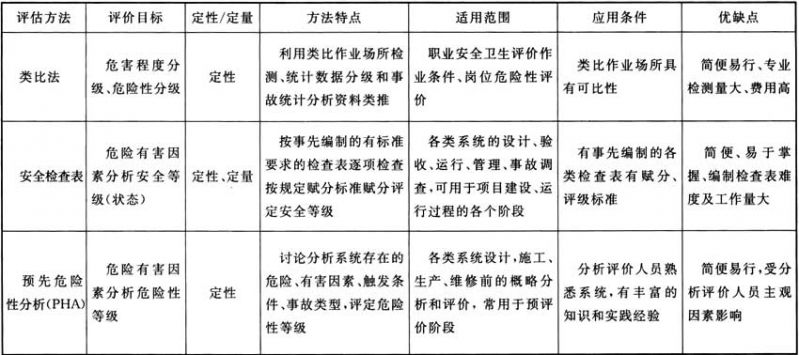 评估方法 评价目标 定性/定量 方法特点 适用范围 应用条件 优缺点
类比法
危害程度分
级、危险性分级
定性
利用类比作业场所检
测、统计数据分级和事
故统计分析资料类推
职业安全卫生评价作
业条件、岗位危险性评
价
类比作业场所具
有可比性
简便易行、专业
检测量大、费用高
安全检查表
危险有害因
素分析安全等
级(状态)
定性、定量
按事先编制的有标准
要求的检查表逐项检查
按规定赋分标准赋分评
定安全等级
各类系统的设计、验
收、运行、管理、事故调
查,可用于项目建设、运
行过程的各个阶段
有事先编制的各
类检查表有赋分、
评级标准
简便、易于掌
握、编制检查表难
度及工作量大
预先危险
性分析(PHA)
危险有害因
素分析危险性
等级
定性
讨论分析系统存在的
危险、有害因素、触发条
件、事故类型,评定危险
性等级
各类系统设计,施工、
生产、维修前的概略分
析和评价，常用于预评
价阶段
分析评价人员熟
悉系统,有丰富的
知识和实践经验
简便易行,受分
析评价人员主观
因素影响